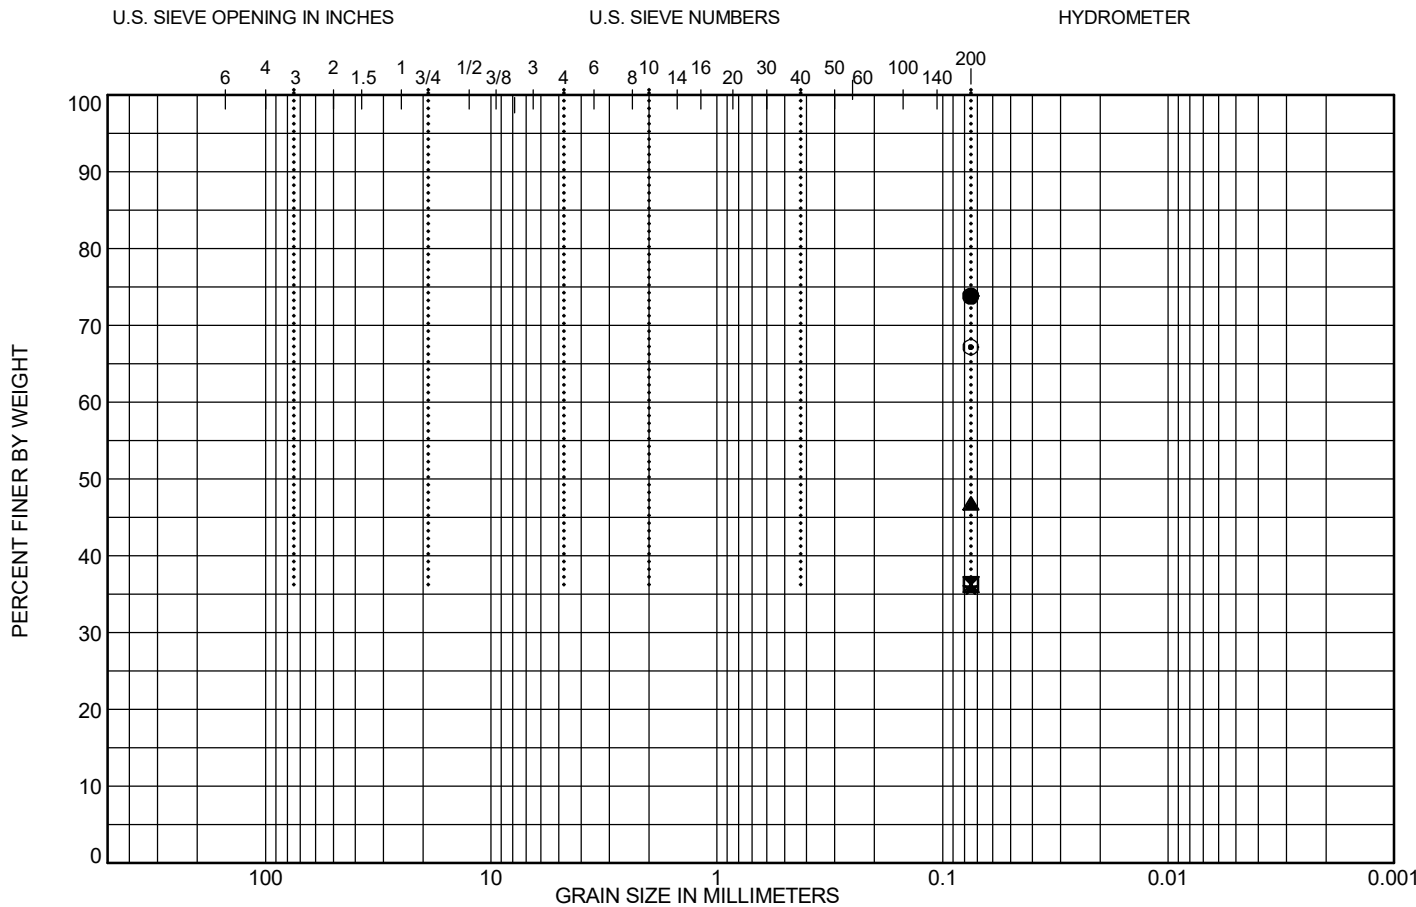 U.S. SIEVE OPENING IN INCHES U.S. SIEVE NUMBERS HYDROMETER
6 4 3 2 1.5 1 3/4 1/2 3/8 3 4 6 8 10 14 16 20 30 40 50 60 100 140 200
100
90
80
70
60
50
40
30
20
10
0
PERCENT FINER BY WEIGHT
100 10 1 0.1 0.01 0.001
GRAIN SIZE IN MILLIMETERS